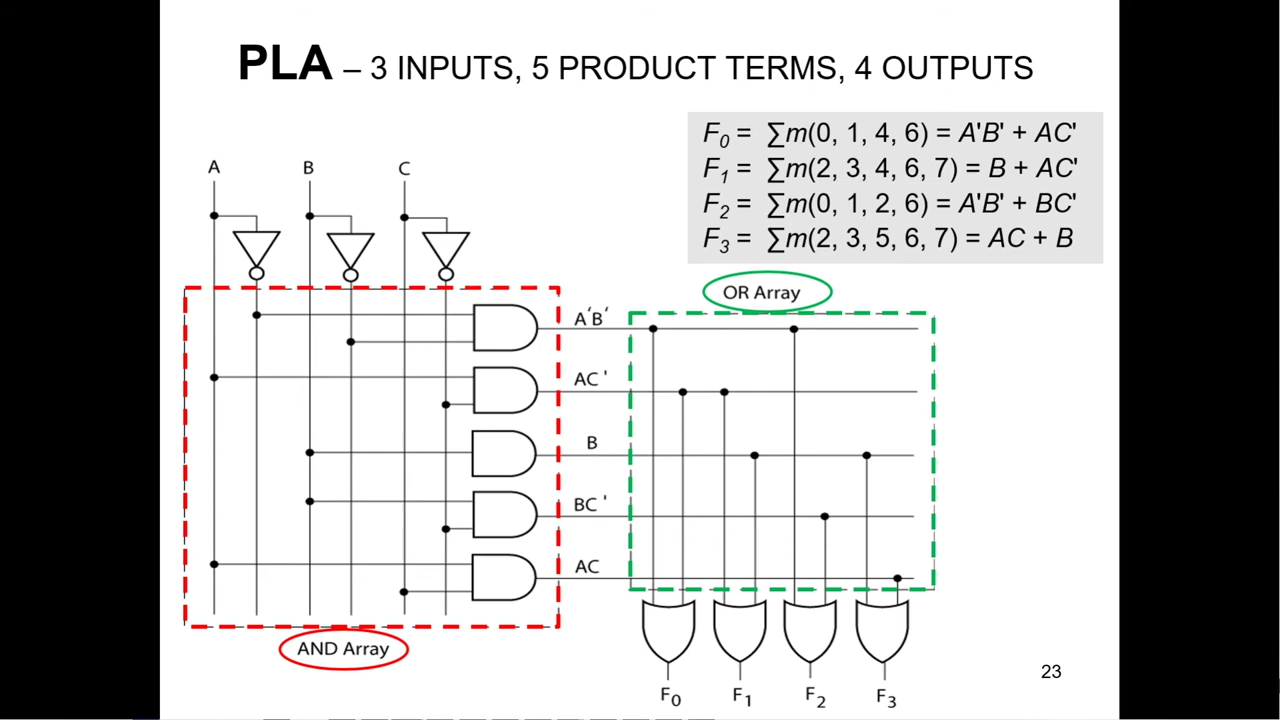 PLA – 3 INPUTS, 5 PRODUCT TERMS, 4 OUTPUTS
F₀ = ∑m(0, 1, 4, 6) = A'B' + AC'
F₁ = ∑m(2, 3, 4, 6, 7) = B + AC'
F₂ = ∑m(0, 1, 2, 6) = A'B' + BC'
F₃ = ∑m(2, 3, 5, 6, 7) = AC + B
A B C
OR Array
A'B'
AC'
B
BC'
AC
AND Array
F₀ F₁ F₂ F₃
23